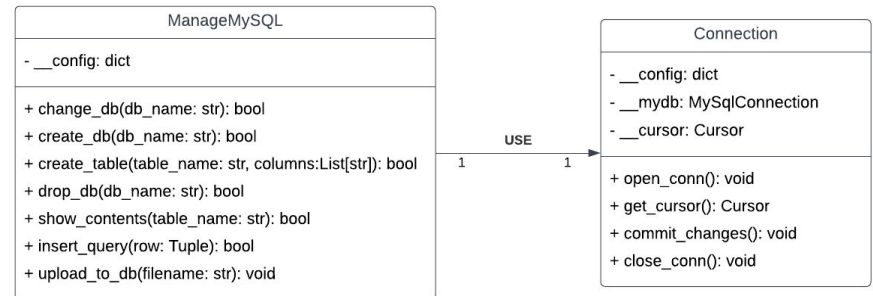 ManageMySQL
- __config: dict
+ change_db(db_name: str): bool
+ create_db(db_name: str): bool
+ create_table(table_name: str, columns:List[str]): bool
+ drop_db(db_name: str): bool
+ show_contents(table_name: str): bool
+ insert_query(row: Tuple): bool
+ upload_to_db(filename: str): void
USE
1
1
Connection
- __config: dict
- __mydb: MySqlConnection
- __cursor: Cursor
+ open_conn(): void
+ get_cursor(): Cursor
+ commit_changes(): void
+ close_conn(): void